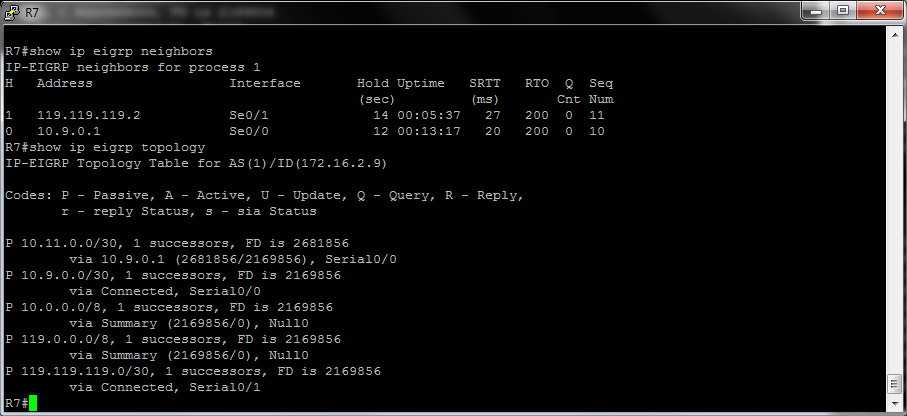 R7
R7#show ip eigrp neighbors
IP-EIGRP neighbors for process 1
H   Address                 Interface       Hold Uptime   SRTT   RTO  Q  Seq
                                            (sec)         (ms)       Cnt Num
1   119.119.119.2           Se0/1             14 00:05:37   27   200  0  11
0   10.9.0.1                Se0/0             12 00:13:17   20   200  0  10
R7#show ip eigrp topology
IP-EIGRP Topology Table for AS(1)/ID(172.16.2.9)
Codes: P - Passive, A - Active, U - Update, Q - Query, R - Reply,
       r - reply Status, s - sia Status
P 10.11.0.0/30, 1 successors, FD is 2681856
        via 10.9.0.1 (2681856/2169856), Serial0/0
P 10.9.0.0/30, 1 successors, FD is 2169856
        via Connected, Serial0/0
P 10.0.0.0/8, 1 successors, FD is 2169856
        via Summary (2169856/0), Null0
P 119.0.0.0/8, 1 successors, FD is 2169856
        via Summary (2169856/0), Null0
P 119.119.119.0/30, 1 successors, FD is 2169856
        via Connected, Serial0/1
R7#